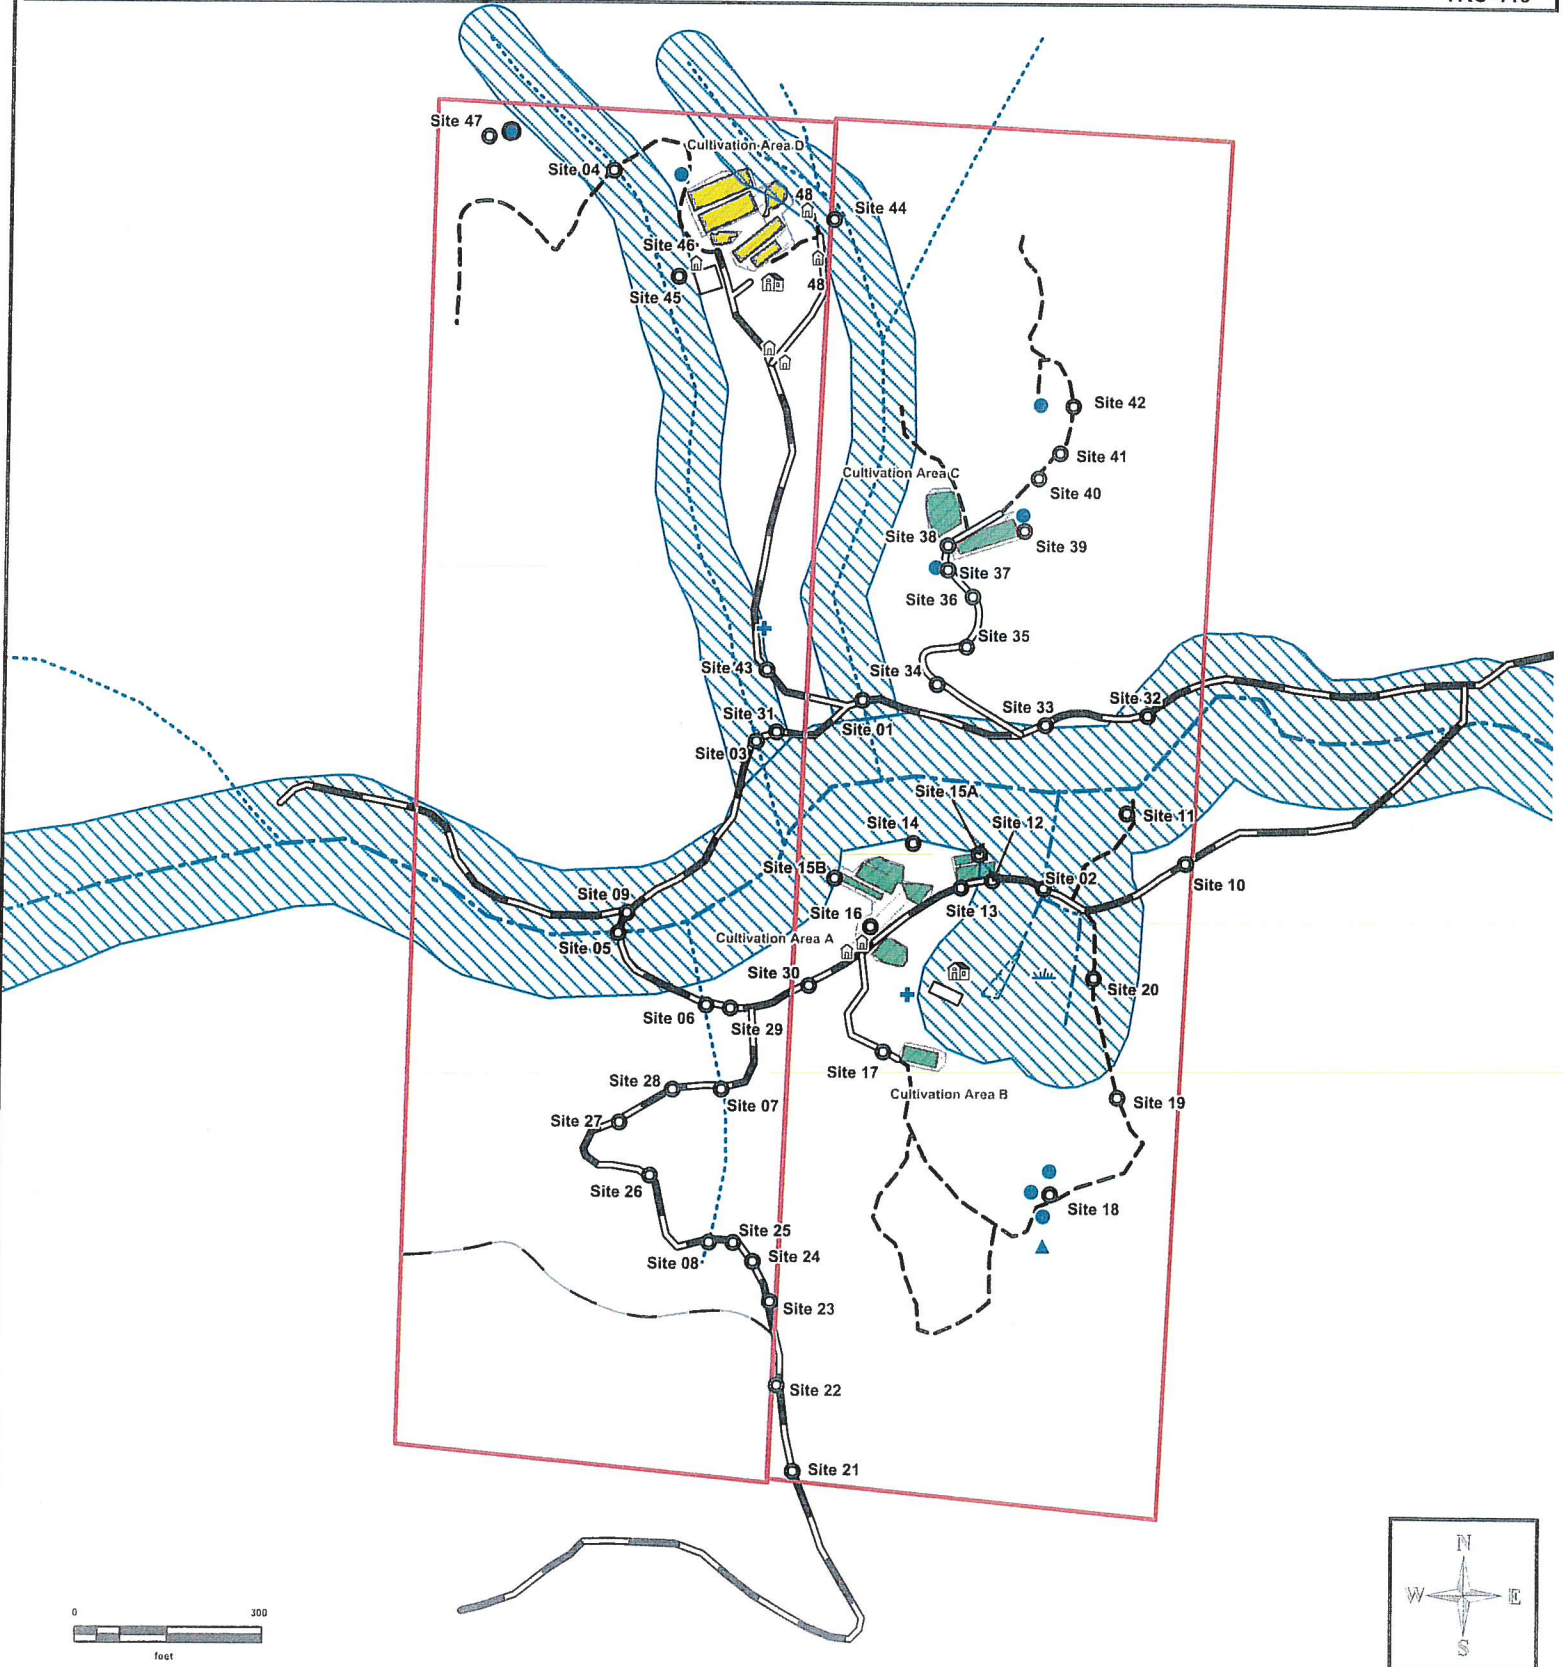 Site 47
Cultivation Area D
Site 04
48
Site 44
Site 46
48
Site 45
Site 42
Site 41
Cultivation Area C
Site 40
Site 38
Site 39
Site 37
Site 36
Site 35
Site 43
Site 34
Site 32
Site 31
Site 33
Site 01
Site 03
Site 15A
Site 14
Site 12
Site 11
Site 15B
Site 02
Site 10
Site 09
Site 16
Site 13
Cultivation Area A
Site 05
Site 30
Site 20
Site 06
Site 29
Site 17
Site 28
Cultivation Area B
Site 07
Site 19
Site 27
Site 26
Site 18
Site 25
Site 08
Site 24
Site 23
Site 22
Site 21
N
W
E
S
0
300
feet